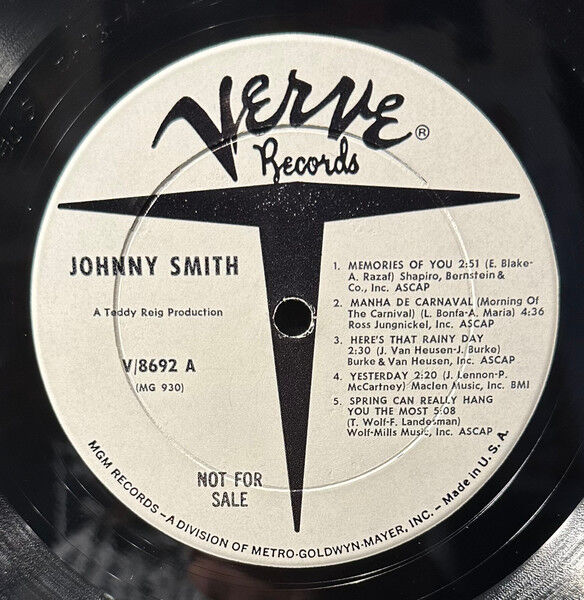 VERVE ®
Records
JOHNNY SMITH
A Teddy Reig Production
V/8692 A
(MG 930)
1. MEMORIES OF YOU 2:51 (E. Blake-
A. Razaf) Shapiro, Bernstein &
Co., Inc. ASCAP
2. MANHA DE CARNAVAL (Morning Of
The Carnival) (L. Bonfa-A. Maria) 4:36
Ross Jungnickel, Inc. ASCAP
3. HERE'S THAT RAINY DAY
2:30 (J. Van Heusen-J. Burke)
Burke & Van Heusen, Inc. ASCAP
4. YESTERDAY 2:20 (J. Lennon-P.
McCartney) Maclen Music, Inc. BMI
5. SPRING CAN REALLY HANG
YOU THE MOST 5:08
(T. Wolf-F. Landesman)
Wolf-Mills Music, Inc. ASCAP
NOT FOR
SALE
MGM RECORDS—A DIVISION OF METRO-GOLDWYN-MAYER, INC.—Made in U. S. A.